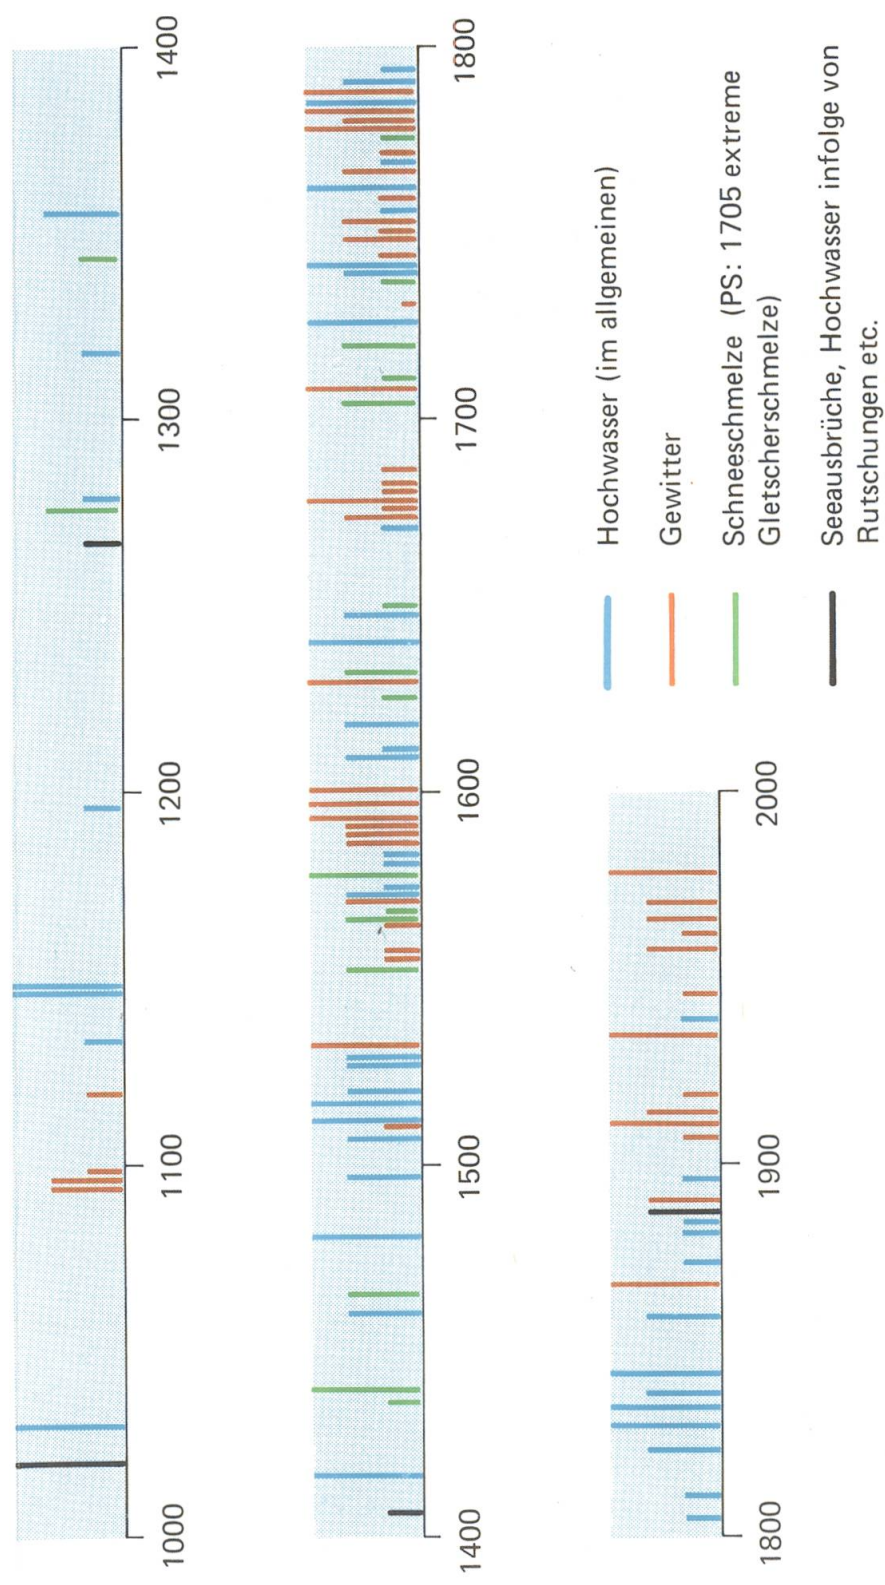 1000 1100 1200 1300 1400
1400 1500 1600 1700 1800
1800 1900 2000
Hochwasser (im allgemeinen)
Gewitter
Schneeschmelze (PS: 1705 extreme
Gletscherschmelze)
Seeausbrüche, Hochwasser infolge von
Rutschungen etc.